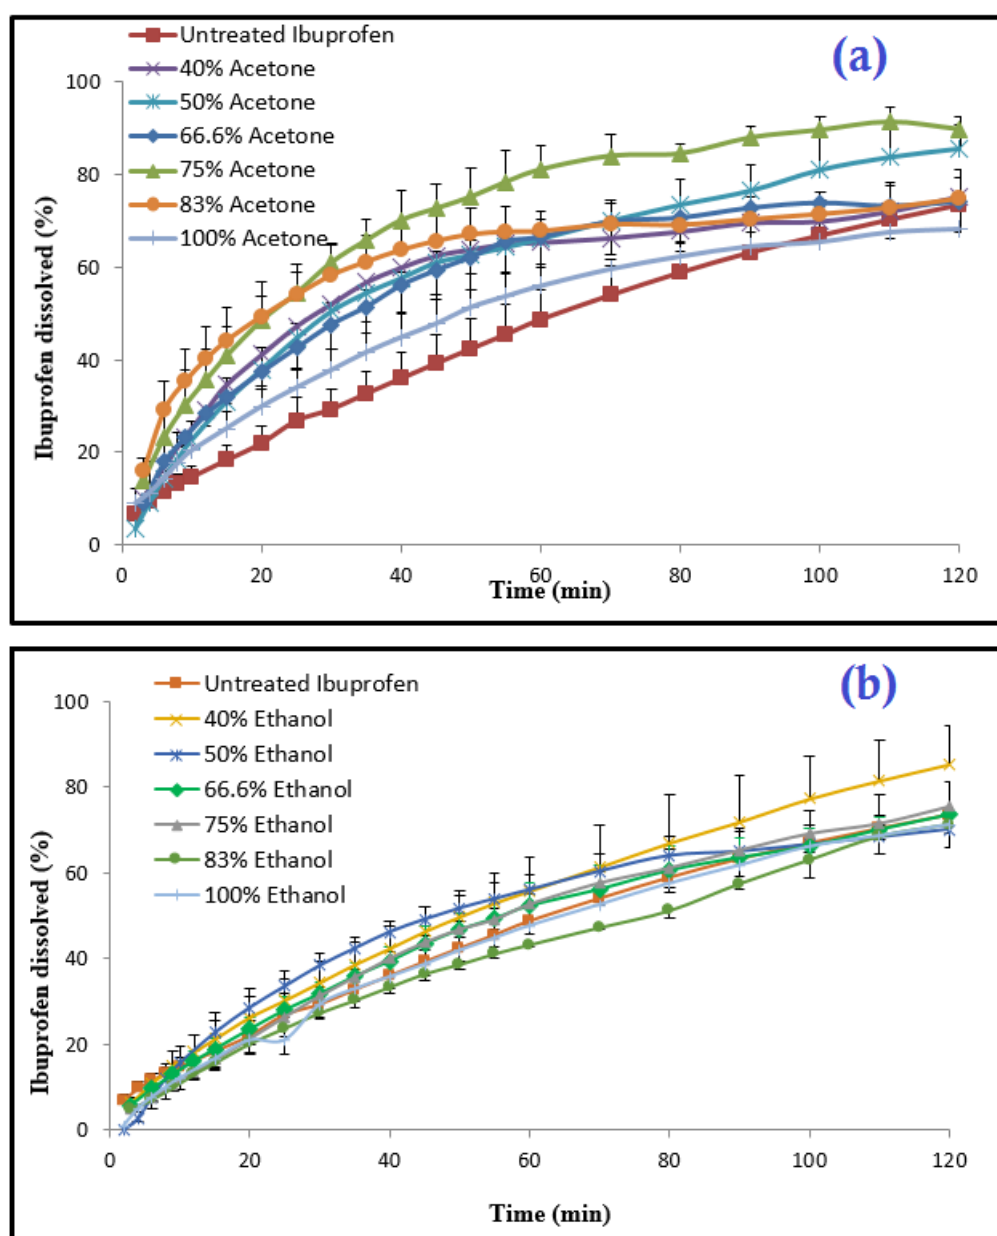 (a)
Untreated Ibuprofen
40% Acetone
50% Acetone
66.6% Acetone
75% Acetone
83% Acetone
100% Acetone
Ibuprofen dissolved (%)
100
80
60
40
20
0
0 20 40 60 80 100 120
Time (min)
(b)
Untreated Ibuprofen
40% Ethanol
50% Ethanol
66.6% Ethanol
75% Ethanol
83% Ethanol
100% Ethanol
Ibuprofen dissolved (%)
100
80
60
40
20
0
0 20 40 60 80 100 120
Time (min)